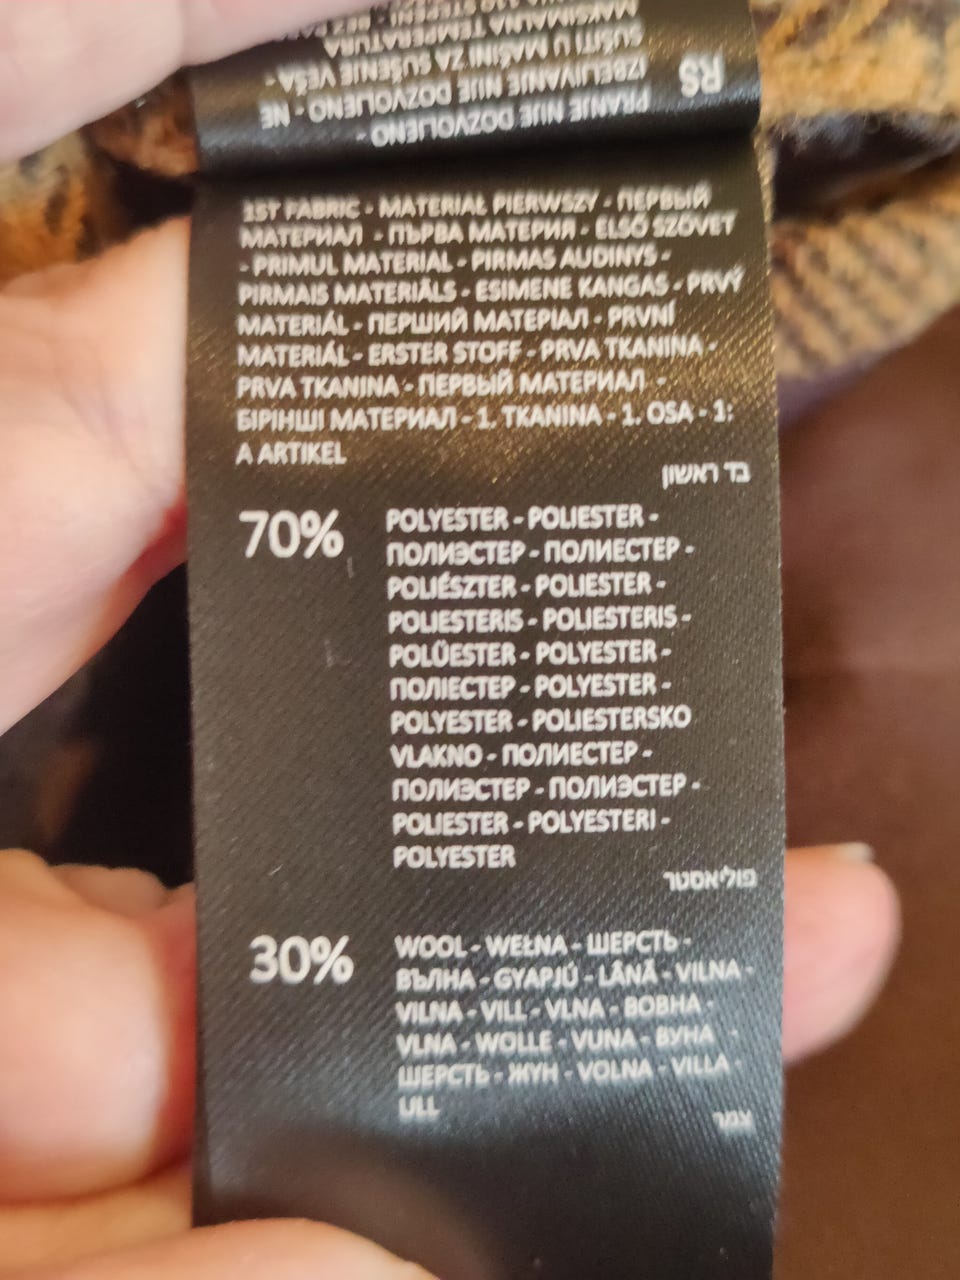 RS
PRANJE NIJE DOZVOLJENO -
IZBELJIVANJE NIJE DOZVOLJENO - NE
SUŠITI U MAŠINI ZA SUŠENJE VEŠA -
MAKSIMALNA TEMPERATURA
1ST FABRIC - MATERIAŁ PIERWSZY - ПЕРВЫЙ
МАТЕРИАЛ - ПЪРВА МАТЕРИЯ - ELSŐ SZÖVET
- PRIMUL MATERIAL - PIRMAS AUDINYS -
PIRMAIS MATERIĀLS - ESIMENE KANGAS - PRVÝ
MATERIÁL - ПЕРШИЙ МАТЕРІАЛ - PRVNÍ
MATERIÁL - ERSTER STOFF - PRVA TKANINA -
PRVA TKANINA - ПЕРВЫЙ МАТЕРИАЛ -
БІРІНШІ МАТЕРИАЛ - 1. TKANINA - 1. OSA - 1:
A ARTIKEL
בד ראשון
70% POLYESTER - POLIESTER -
ПОЛИЭСТЕР - ПОЛИЕСТЕР -
POLIÉSZTER - POLIESTER -
POLIESTERIS - POLIESTERIS -
POLÜESTER - POLYESTER -
ПОЛІЕСТЕР - POLYESTER -
POLYESTER - POLIESTERSKO
VLAKNO - ПОЛИЕСТЕР -
ПОЛИЭСТЕР - ПОЛИЭСТЕР -
POLIESTER - POLYESTERI -
POLYESTER
פוליאסטר
30% WOOL - WEŁNA - ШЕРСТЬ -
ВЪЛНА - GYAPJÚ - LÂNĂ - VILNA -
VILNA - VILL - VLNA - ВОВНА -
VLNA - WOLLE - VUNA - ВУНА -
ШЕРСТЬ - ЖҮН - VOLNA - VILLA -
ULL
צמר